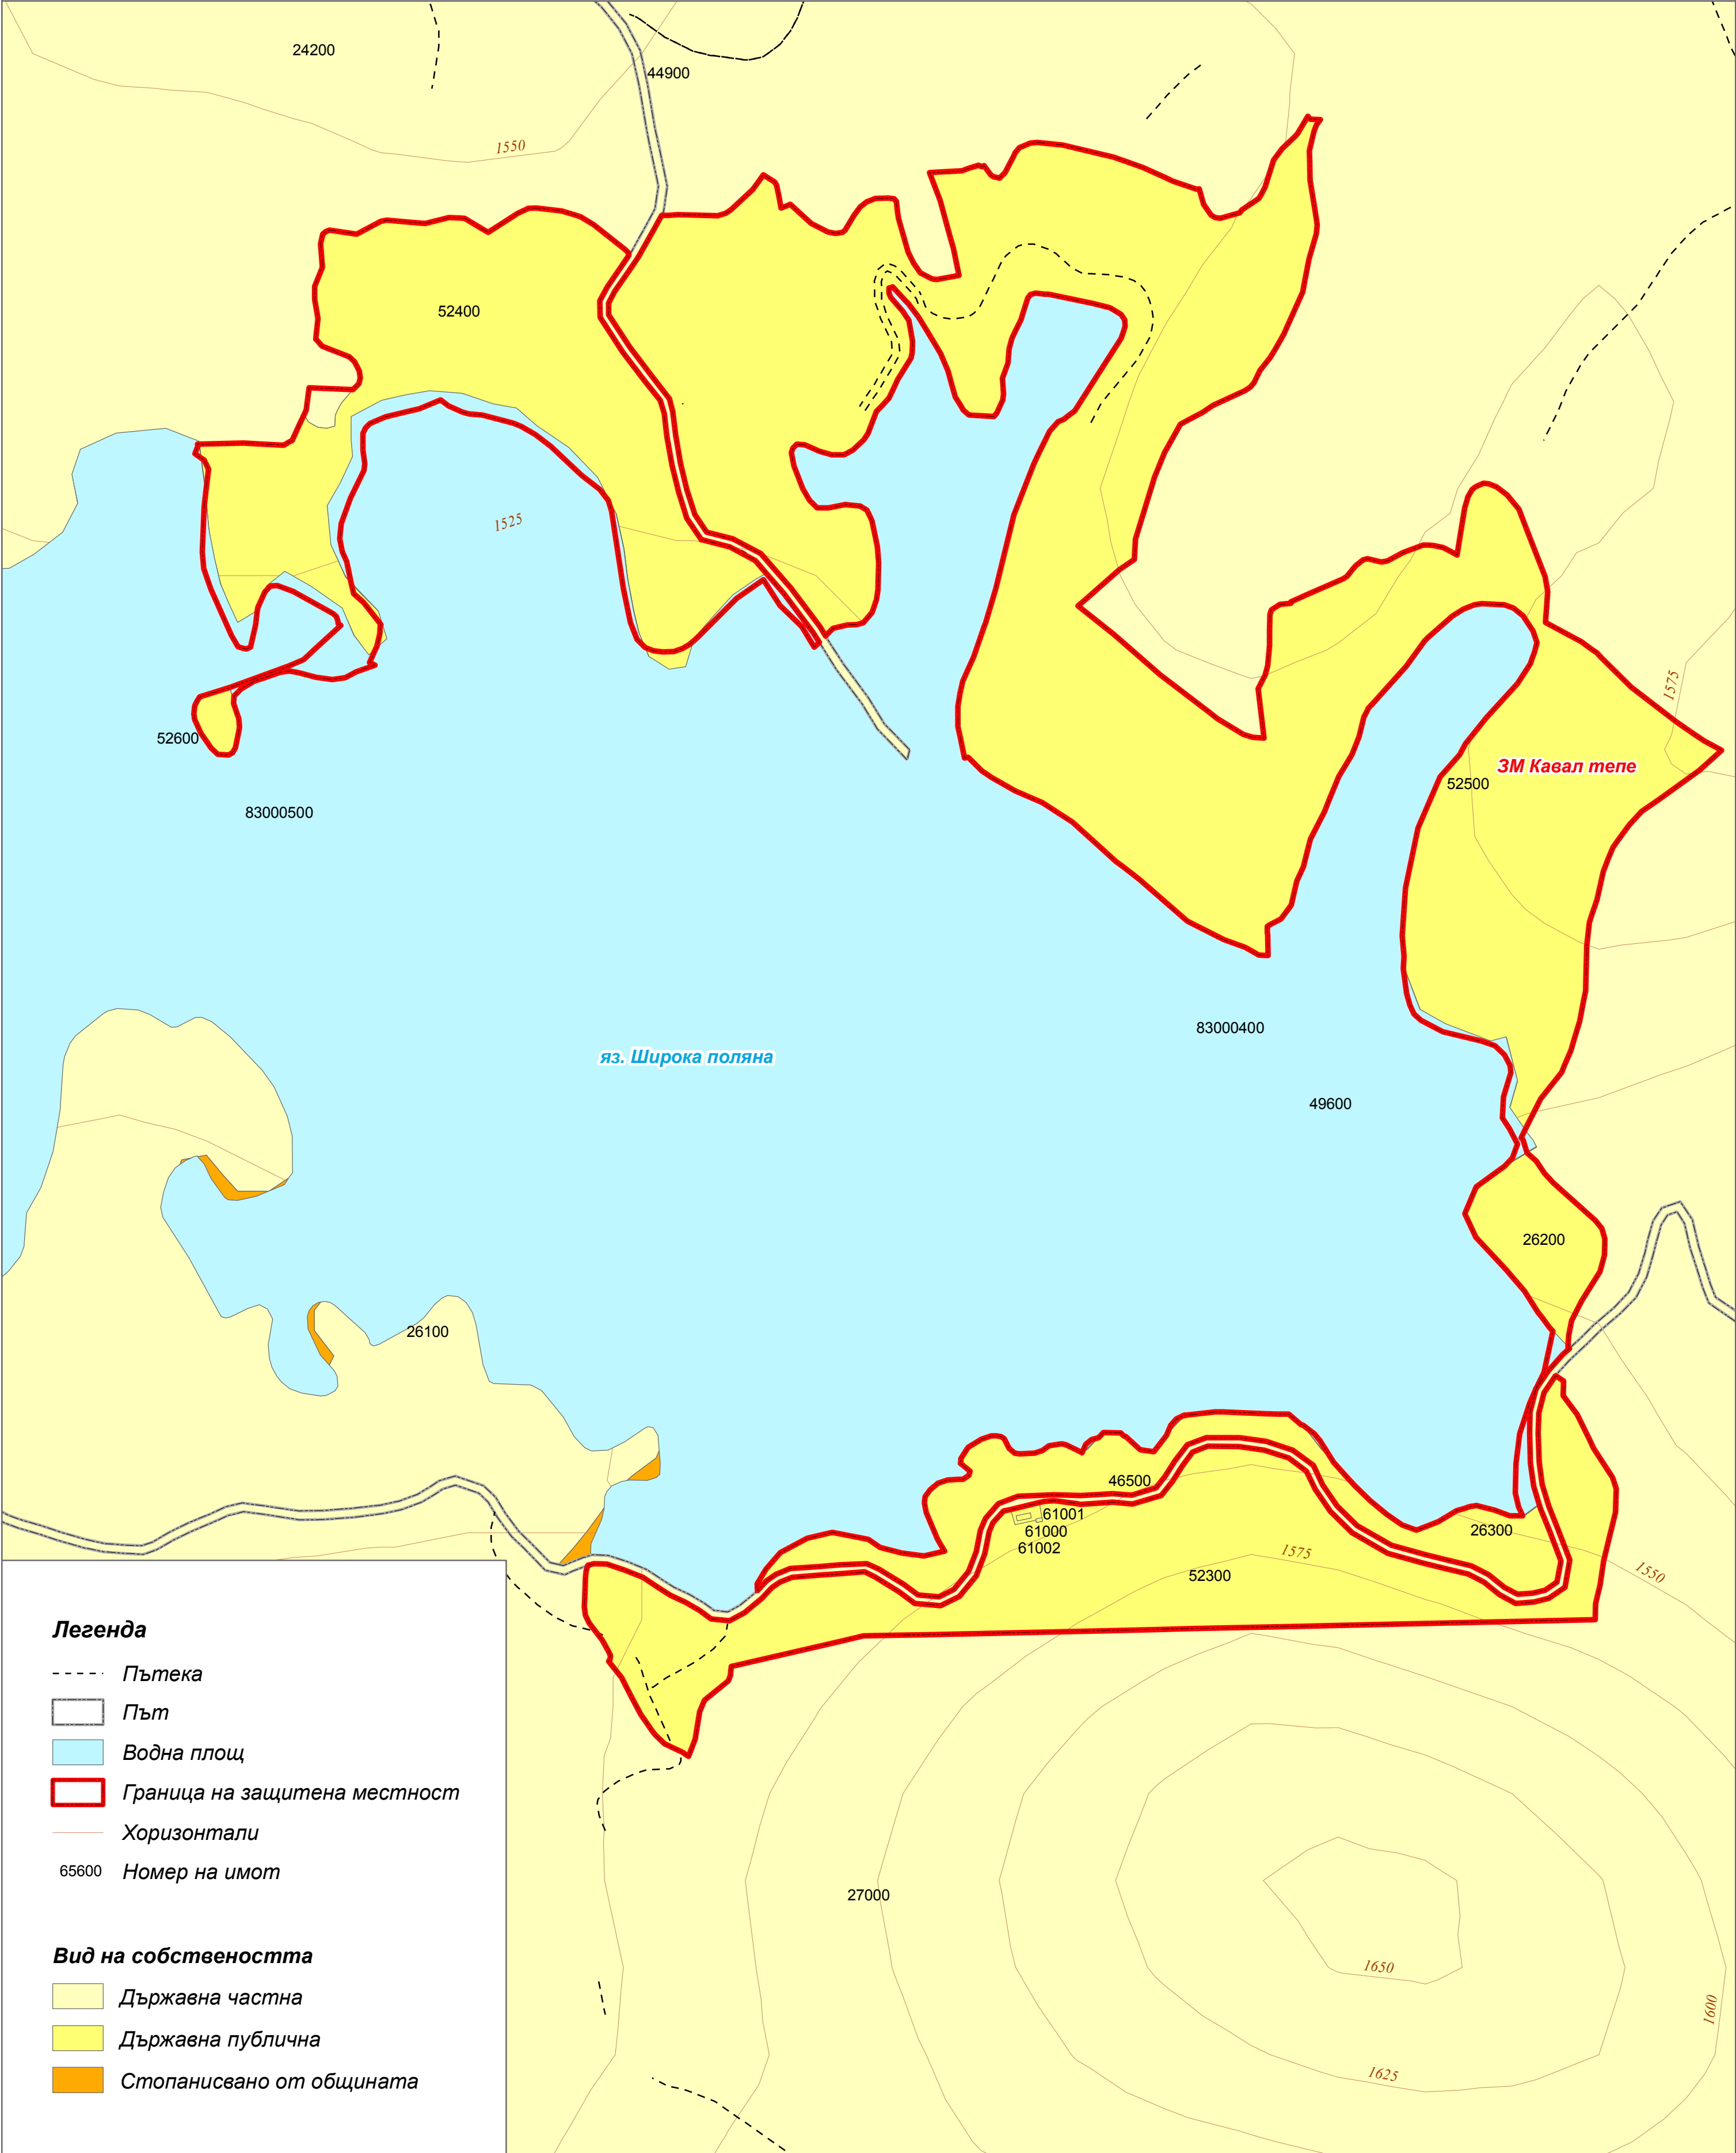 24200
44900
1550
52400
1525
1575
ЗМ Кавал тепе
52500
52600
83000500
83000400
яз. Широка поляна
49600
26200
26100
46500
61001
61000
61002
26300
1575
52300
1550
Легенда
Пътека
Път
Водна площ
Граница на защитена местност
Хоризонтали
65600 Номер на имот
27000
1650
1600
1625
Вид на собствеността
Държавна частна
Държавна публична
Стопанисвано от общината